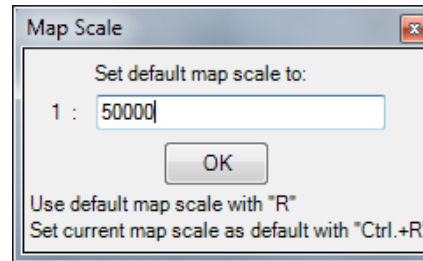 Map Scale
Set default map scale to:
1 : 50000
OK
Use default map scale with "R"
Set current map scale as default with "Ctrl.+R"